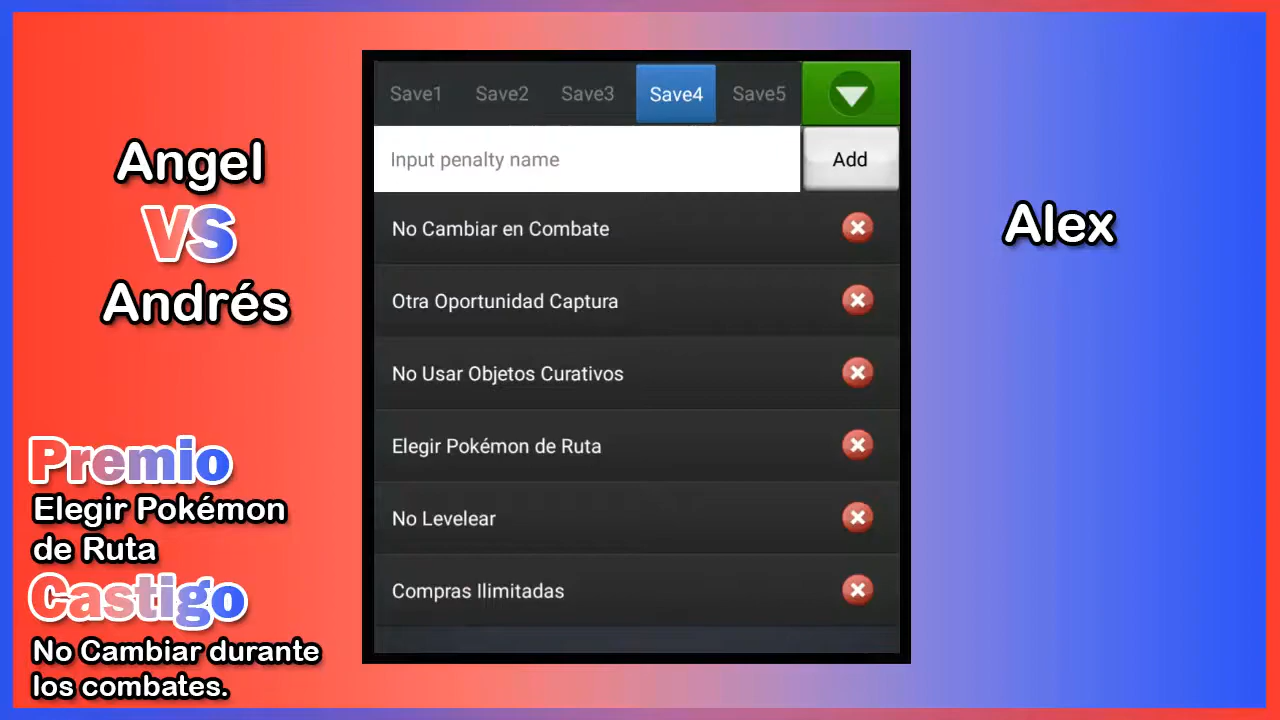 Angel
VS
Andrés
Premio
Elegir Pokémon
de Ruta
Castigo
No Cambiar durante
los combates.
Save1 Save2 Save3 Save4 Save5
Input penalty name Add
No Cambiar en Combate
Otra Oportunidad Captura
No Usar Objetos Curativos
Elegir Pokémon de Ruta
No Levelear
Compras Ilimitadas
Alex